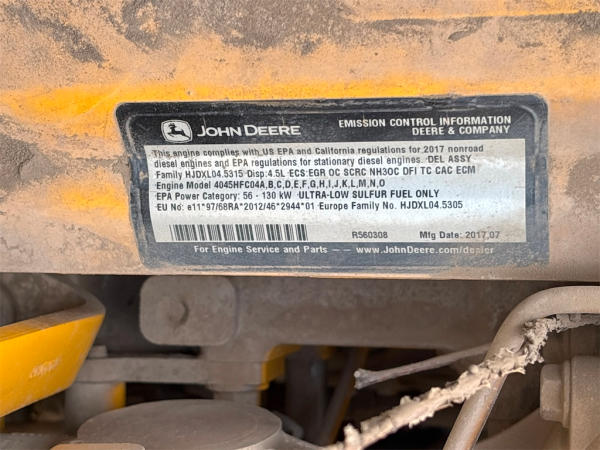 JOHN DEERE
EMISSION CONTROL INFORMATION
DEERE & COMPANY
This engine complies with US EPA and California regulations for 2017 nonroad
diesel engines and EPA regulations for stationary diesel engines. DEL ASSY
Family HJDXL04.5315 Disp:4.5L ECS:EGR OC SCRC NH3OC DFI TC CAC ECM
Engine Model 4045HFC04A,B,C,D,E,F,G,H,I,J,K,L,M,N,O
EPA Power Category: 56 - 130 kW ULTRA-LOW SULFUR FUEL ONLY
EU No: e11*97/68RA*2012/46*2944*01 Europe Family No. HJDXL04.5305
R560308 Mfg Date: 2017.07
For Engine Service and Parts — www.JohnDeere.com/dealer